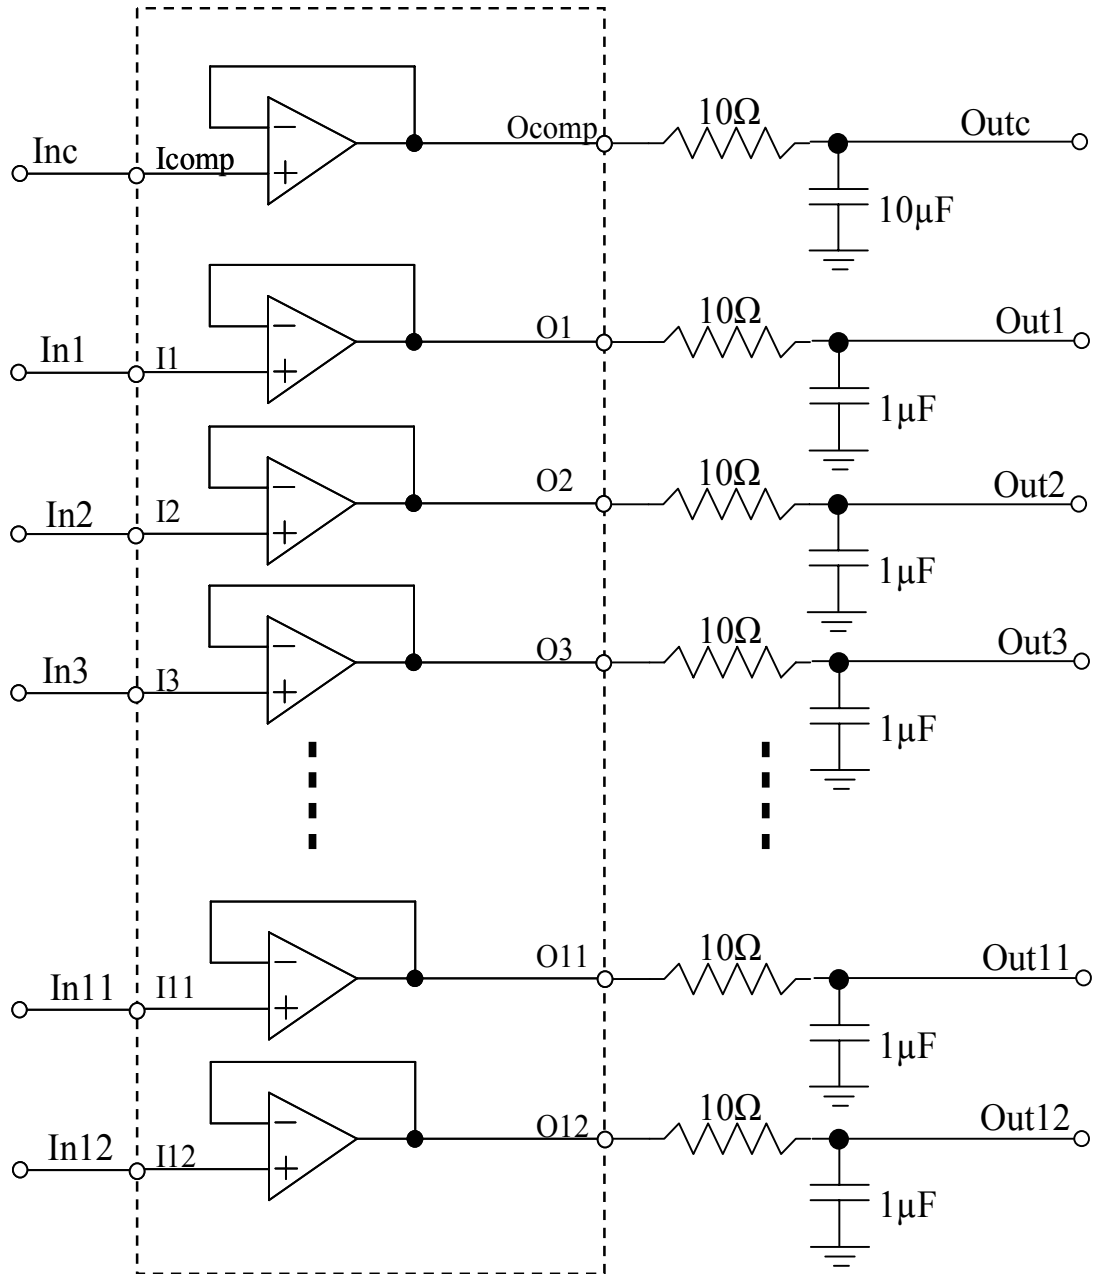 Inc
Icomp
−
+
Ocomp
10Ω
Outc
10μF
In1
I1
−
+
O1
10Ω
Out1
1μF
In2
I2
−
+
O2
10Ω
Out2
1μF
In3
I3
−
+
O3
10Ω
Out3
1μF
In11
I11
−
+
O11
10Ω
Out11
1μF
In12
I12
−
+
O12
10Ω
Out12
1μF